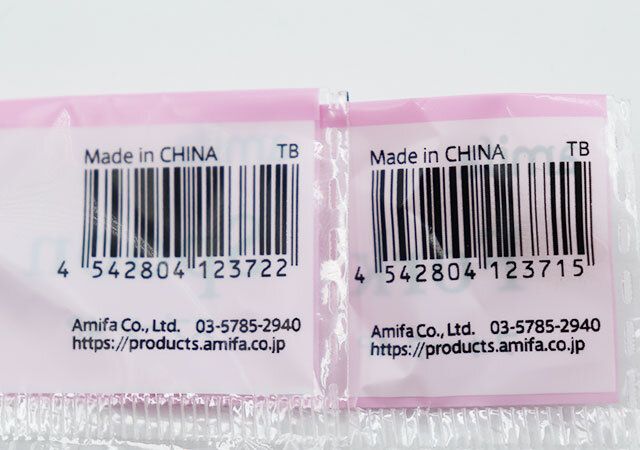 Made in CHINA TB
4 542804 123722
Amifa Co., Ltd. 03-5785-2940
https://products.amifa.co.jp
Made in CHINA TB
4 542804 123715
Amifa Co., Ltd. 03-5785-2940
https://products.amifa.co.jp